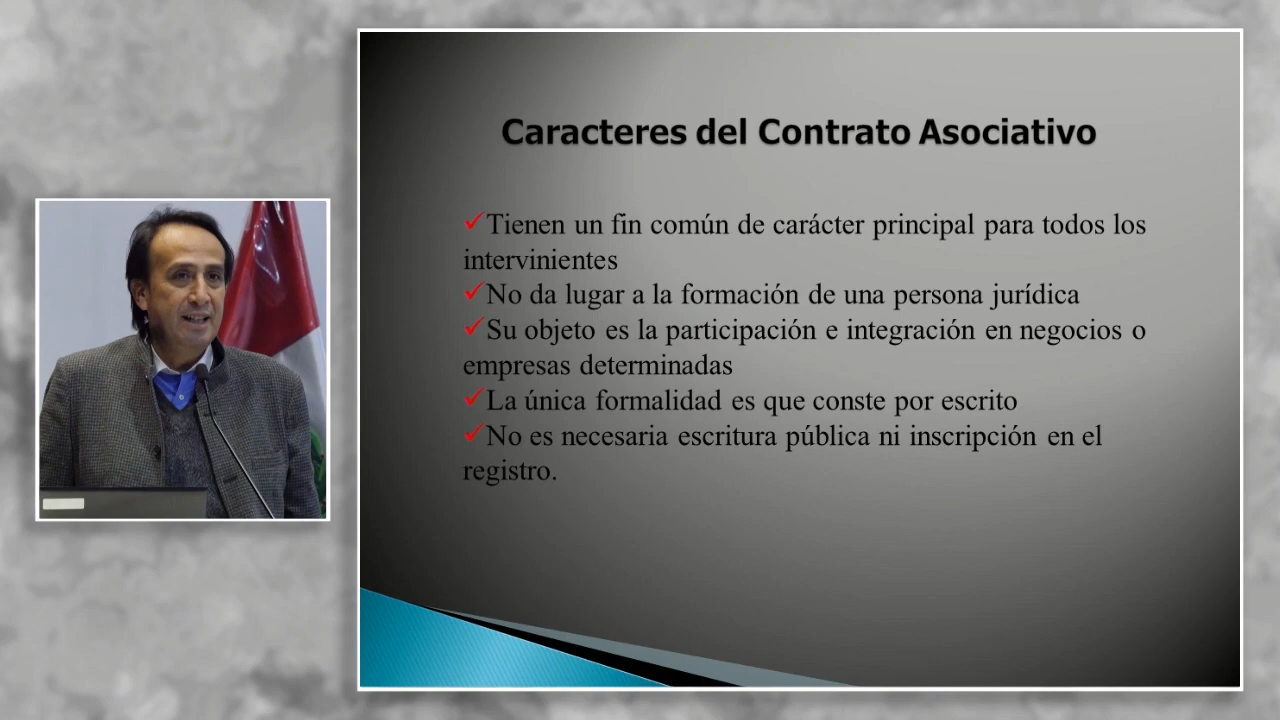 Caracteres del Contrato Asociativo
✓Tienen un fin común de carácter principal para todos los
intervinientes
✓No da lugar a la formación de una persona jurídica
✓Su objeto es la participación e integración en negocios o
empresas determinadas
✓La única formalidad es que conste por escrito
✓No es necesaria escritura pública ni inscripción en el
registro.